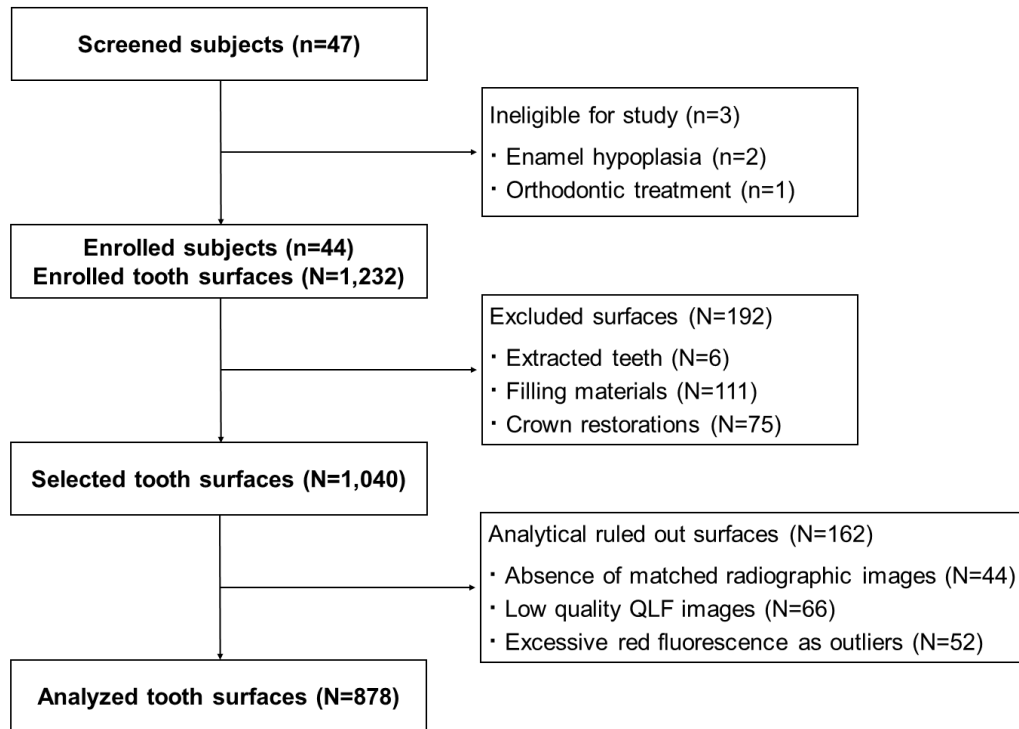 Screened subjects (n=47)
Ineligible for study (n=3)
・Enamel hypoplasia (n=2)
・Orthodontic treatment (n=1)
Enrolled subjects (n=44)
Enrolled tooth surfaces (N=1,232)
Excluded surfaces (N=192)
・Extracted teeth (N=6)
・Filling materials (N=111)
・Crown restorations (N=75)
Selected tooth surfaces (N=1,040)
Analytical ruled out surfaces (N=162)
・Absence of matched radiographic images (N=44)
・Low quality QLF images (N=66)
・Excessive red fluorescence as outliers (N=52)
Analyzed tooth surfaces (N=878)